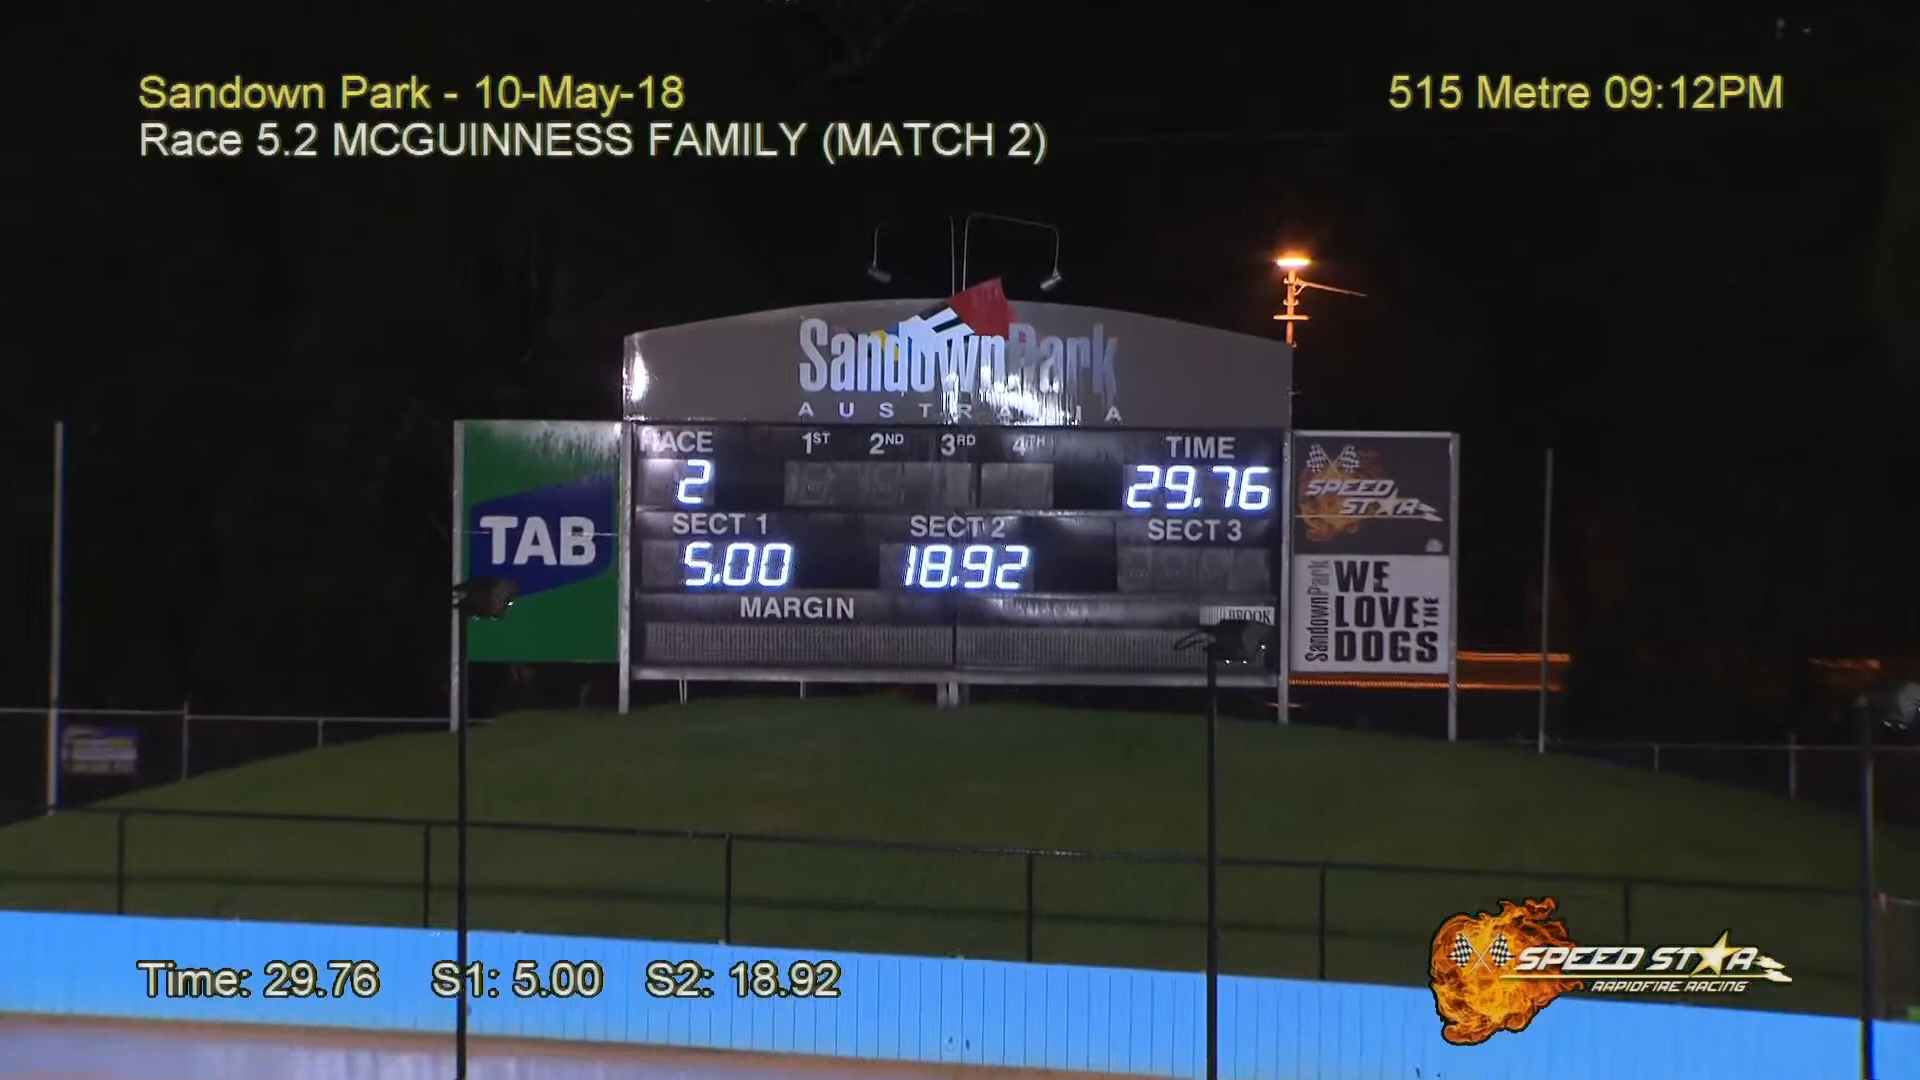 Sandown Park - 10-May-18
515 Metre 09:12PM
Race 5.2 MCGUINNESS FAMILY (MATCH 2)
SandownPark
AUSTRALIA
RACE 1ST 2ND 3RD 4TH TIME
2 29.76
SECT 1 SECT 2 SECT 3
5.00 18.92
MARGIN
BROOK
TAB
SPEED
STAR
SandownPark
WE
LOVE THE
DOGS
Time: 29.76 S1: 5.00 S2: 18.92
SPEED STAR
RAPIDFIRE RACING